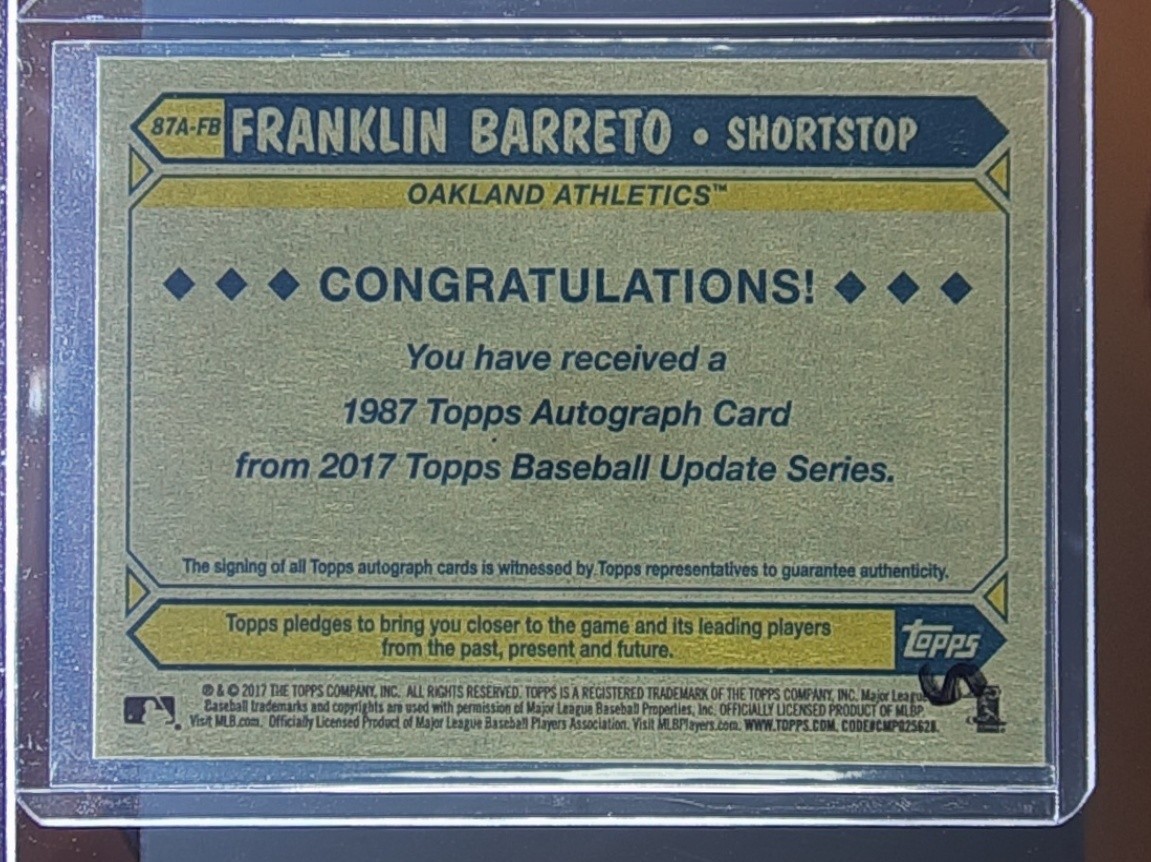 87A-FB FRANKLIN BARRETO • SHORTSTOP
OAKLAND ATHLETICS™
◆ ◆ ◆ CONGRATULATIONS! ◆ ◆ ◆
You have received a
1987 Topps Autograph Card
from 2017 Topps Baseball Update Series.
The signing of all Topps autograph cards is witnessed by Topps representatives to guarantee authenticity.
Topps pledges to bring you closer to the game and its leading players
from the past, present and future.
topps
® & © 2017 THE TOPPS COMPANY, INC. ALL RIGHTS RESERVED. TOPPS IS A REGISTERED TRADEMARK OF THE TOPPS COMPANY, INC. Major League
Baseball trademarks and copyrights are used with permission of Major League Baseball Properties, Inc. OFFICIALLY LICENSED PRODUCT OF MLBP.
Visit MLB.com. Officially Licensed Product of Major League Baseball Players Association. Visit MLBPlayers.com. WWW.TOPPS.COM. CODE#CMP025628.